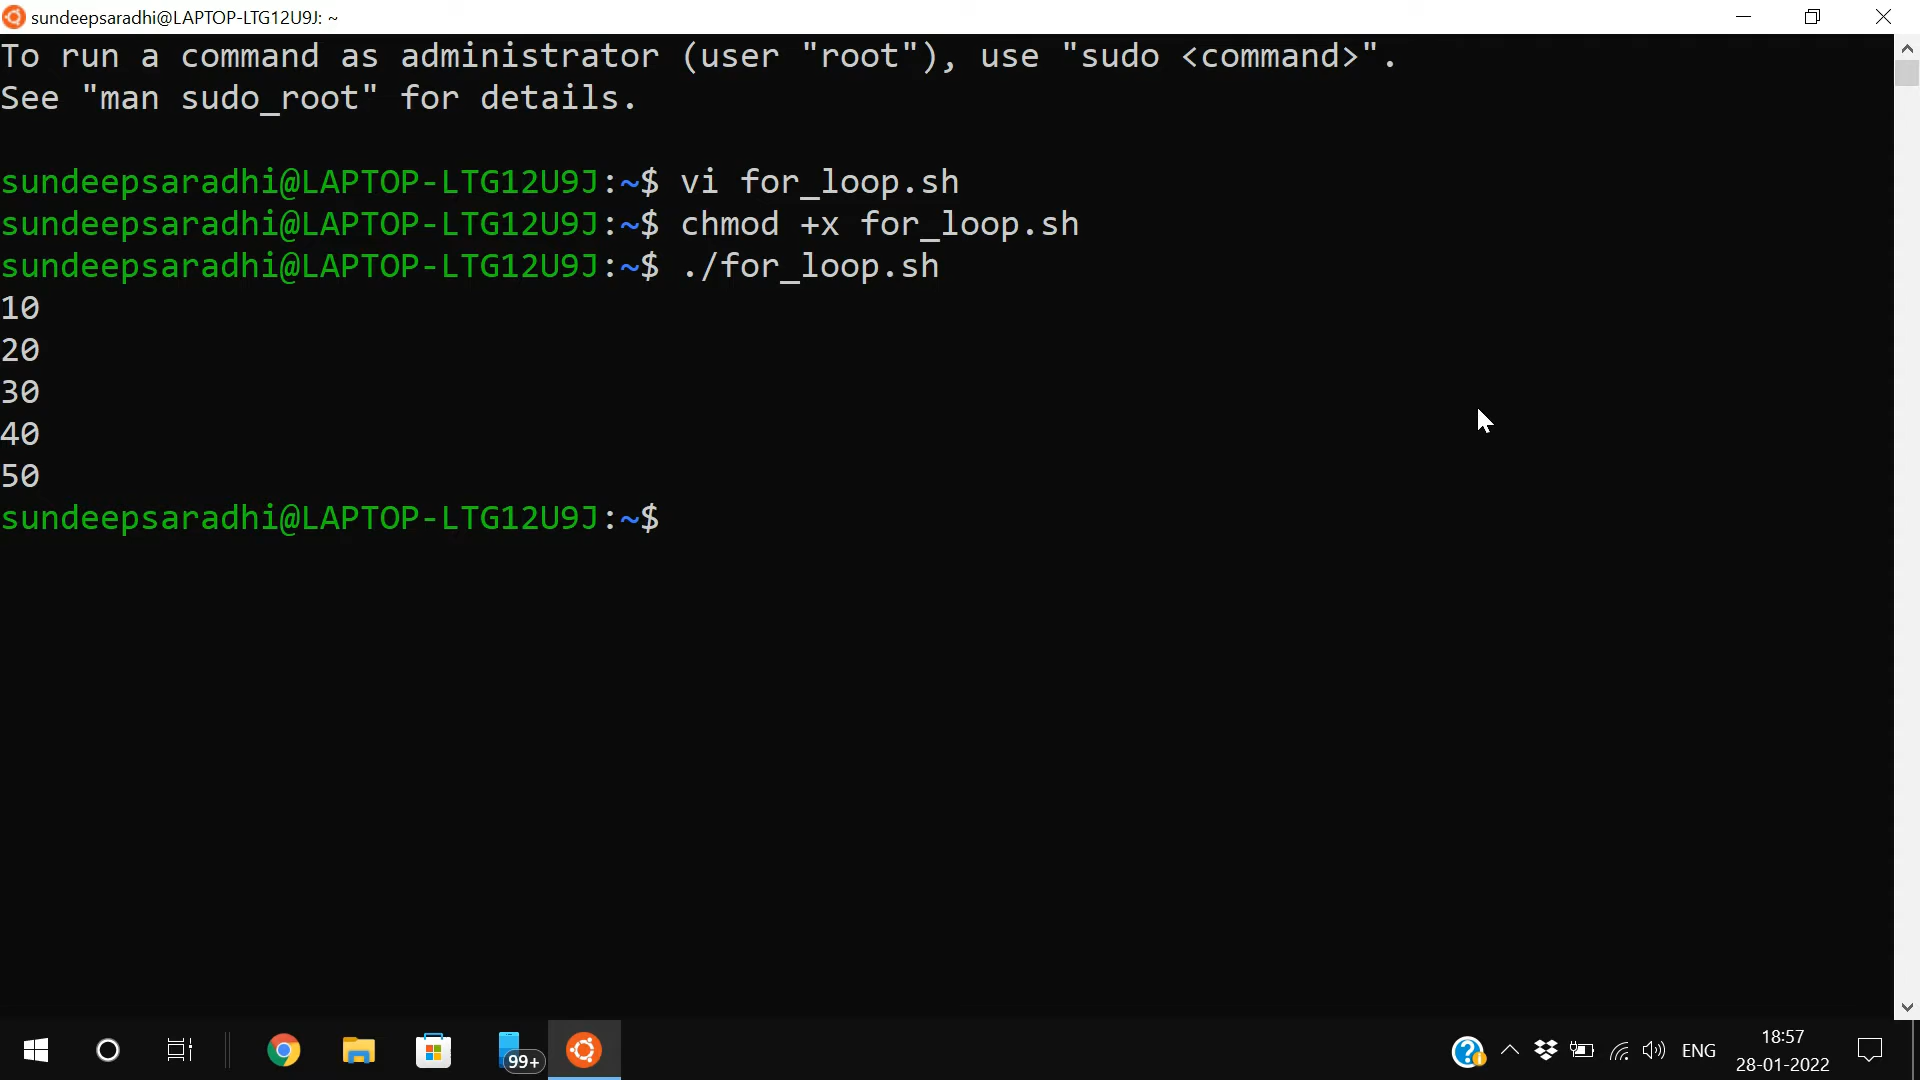 sundeepsaradhi@LAPTOP-LTG12U9J: ~
To run a command as administrator (user "root"), use "sudo <command>".
See "man sudo_root" for details.
sundeepsaradhi@LAPTOP-LTG12U9J:~$ vi for_loop.sh
sundeepsaradhi@LAPTOP-LTG12U9J:~$ chmod +x for_loop.sh
sundeepsaradhi@LAPTOP-LTG12U9J:~$ ./for_loop.sh
10
20
30
40
50
sundeepsaradhi@LAPTOP-LTG12U9J:~$
99+
ENG
18:57
28-01-2022